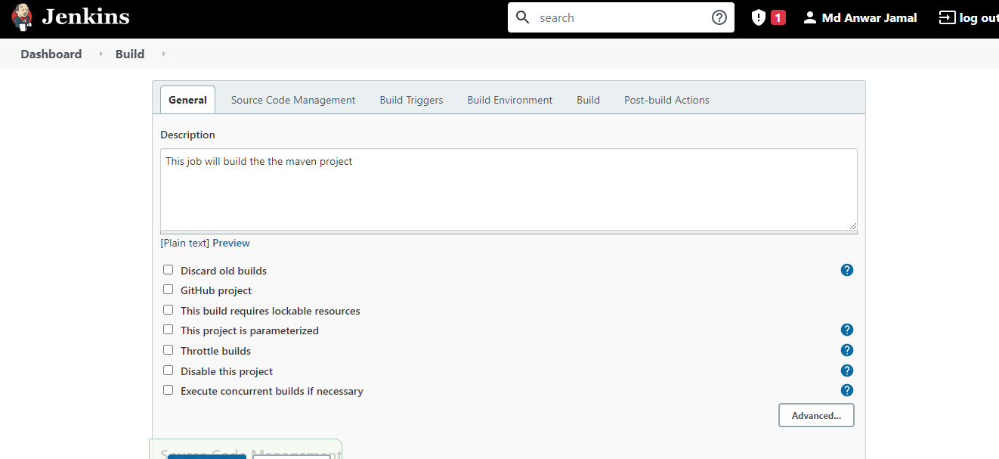 Jenkins
search
1
Md Anwar Jamal
log out
Dashboard
Build
General
Source Code Management
Build Triggers
Build Environment
Build
Post-build Actions
Description
This job will build the the maven project
[Plain text] Preview
Discard old builds
GitHub project
This build requires lockable resources
This project is parameterized
Throttle builds
Disable this project
Execute concurrent builds if necessary
Advanced...
Source Code Management